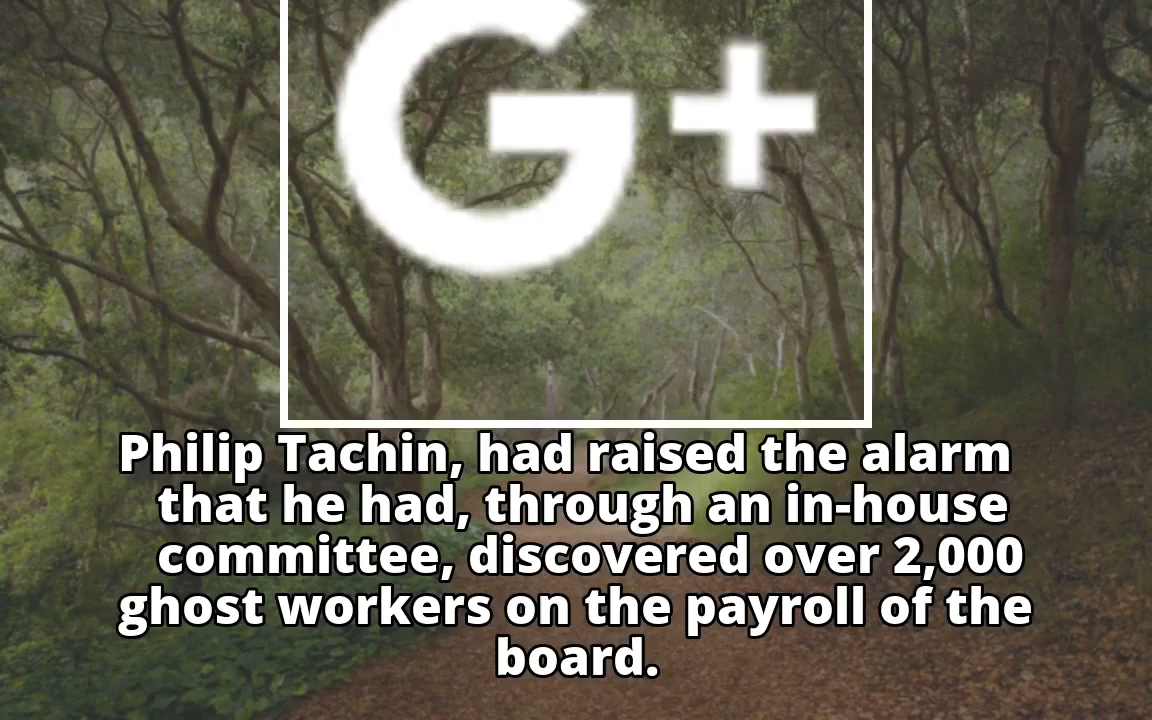 G+
Philip Tachin, had raised the alarm
that he had, through an in-house
committee, discovered over 2,000
ghost workers on the payroll of the
board.